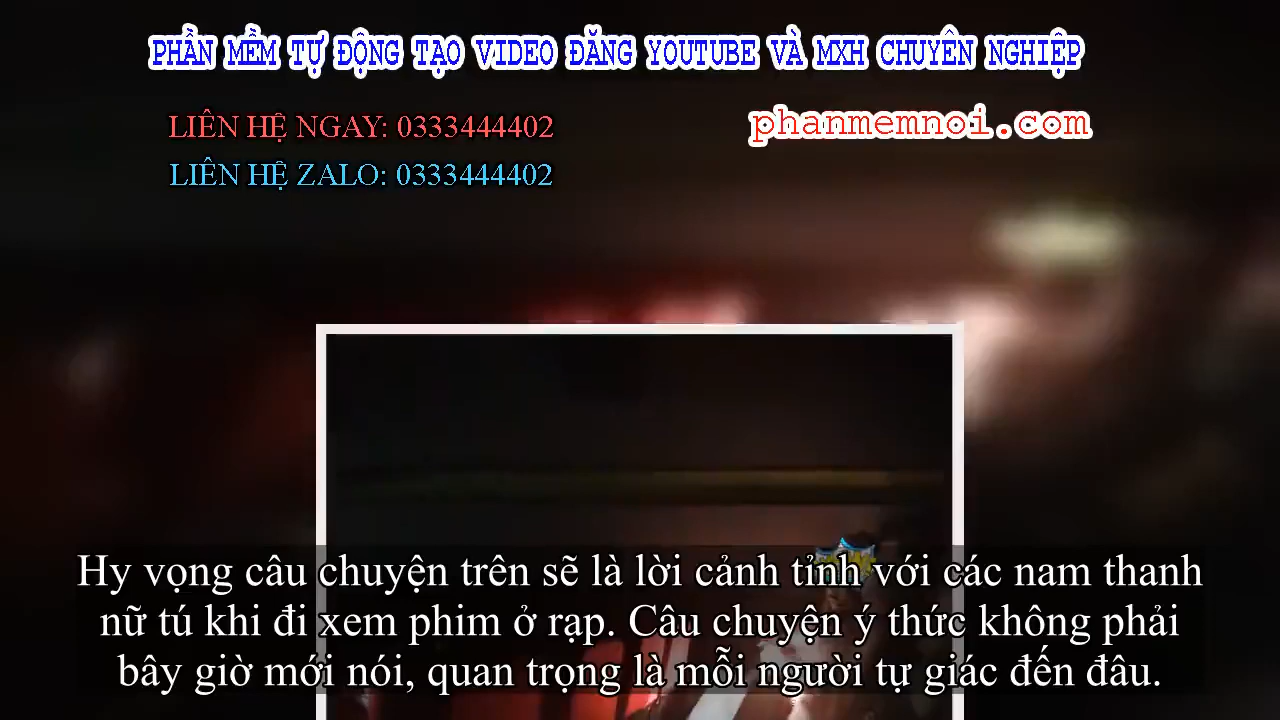 PHẦN MỀM TỰ ĐỘNG TẠO VIDEO ĐĂNG YOUTUBE VÀ MXH CHUYÊN NGHIỆP
LIÊN HỆ NGAY: 0333444402
phanmemnoi.com
LIÊN HỆ ZALO: 0333444402
Hy vọng câu chuyện trên sẽ là lời cảnh tỉnh với các nam thanh
nữ tú khi đi xem phim ở rạp. Câu chuyện ý thức không phải
bây giờ mới nói, quan trọng là mỗi người tự giác đến đâu.